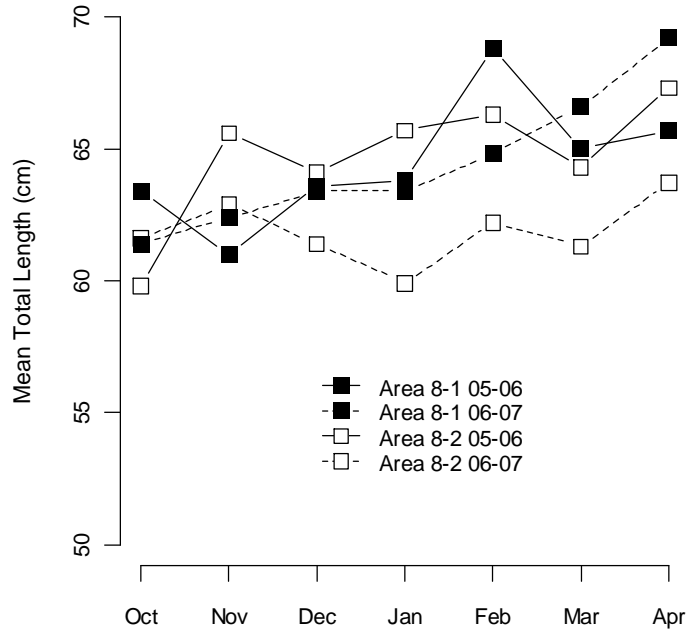 70
65
60
55
50
Mean Total Length (cm)
Area 8-1 05-06
Area 8-1 06-07
Area 8-2 05-06
Area 8-2 06-07
Oct Nov Dec Jan Feb Mar Apr